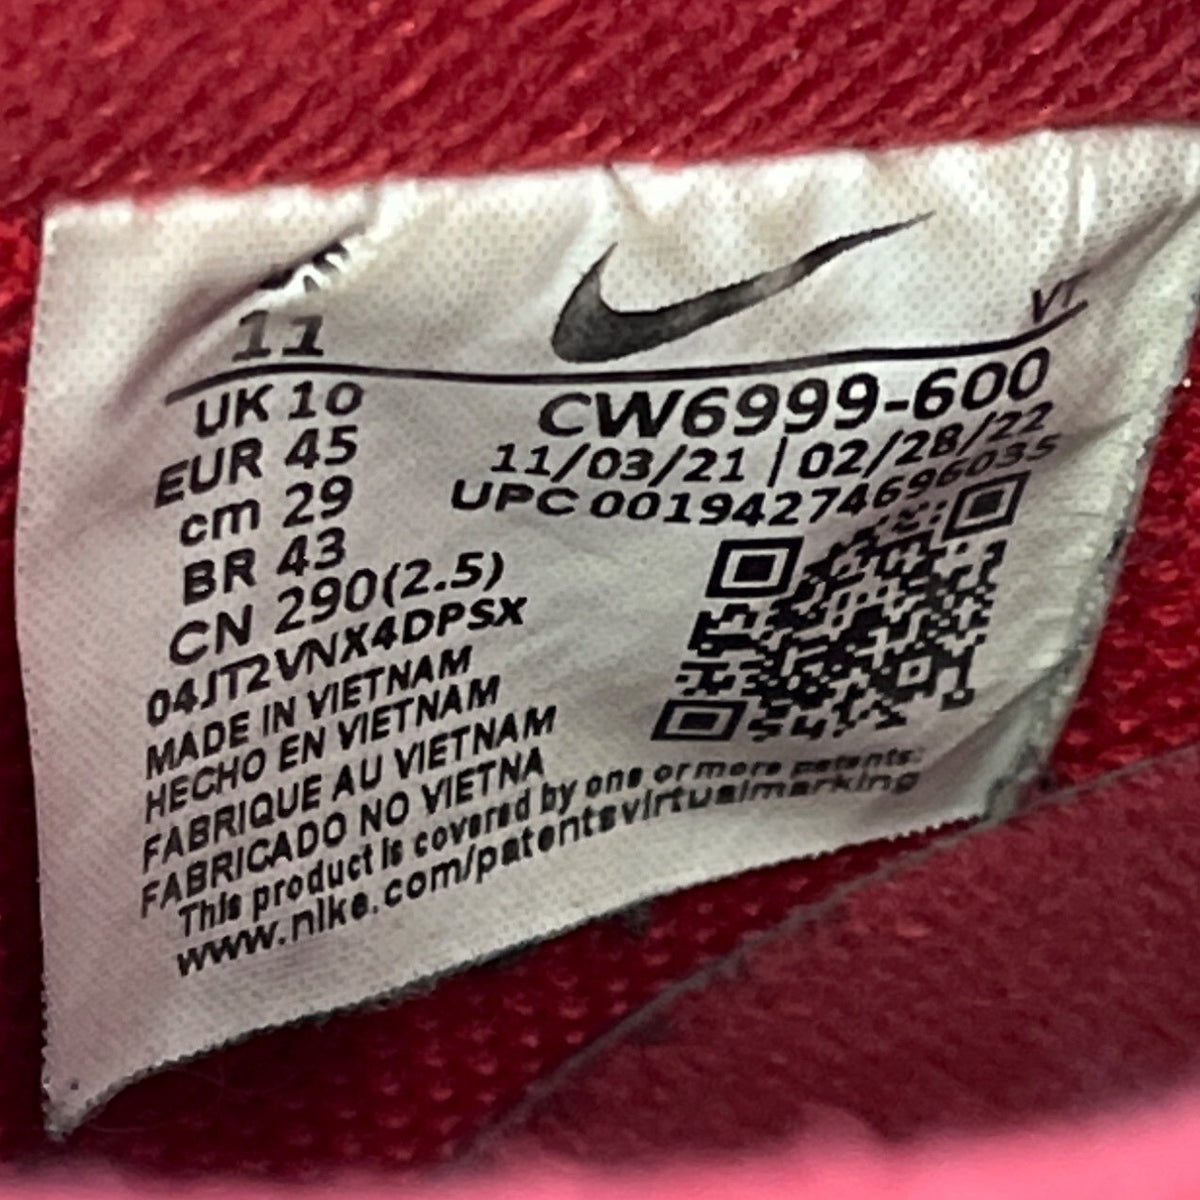 11
UK 10
EUR 45
cm 29
BR 43
CN 290(2.5)
04JT2VNX4DPSX
MADE IN VIETNAM
HECHO EN VIETNAM
FABRIQUE AU VIETNAM
FABRICADO NO VIETNA
This product is covered by one or more patents:
www.nike.com/patentsvirtualmarking
VT
CW6999-600
11/03/21 | 02/28/22
UPC 00194274696035